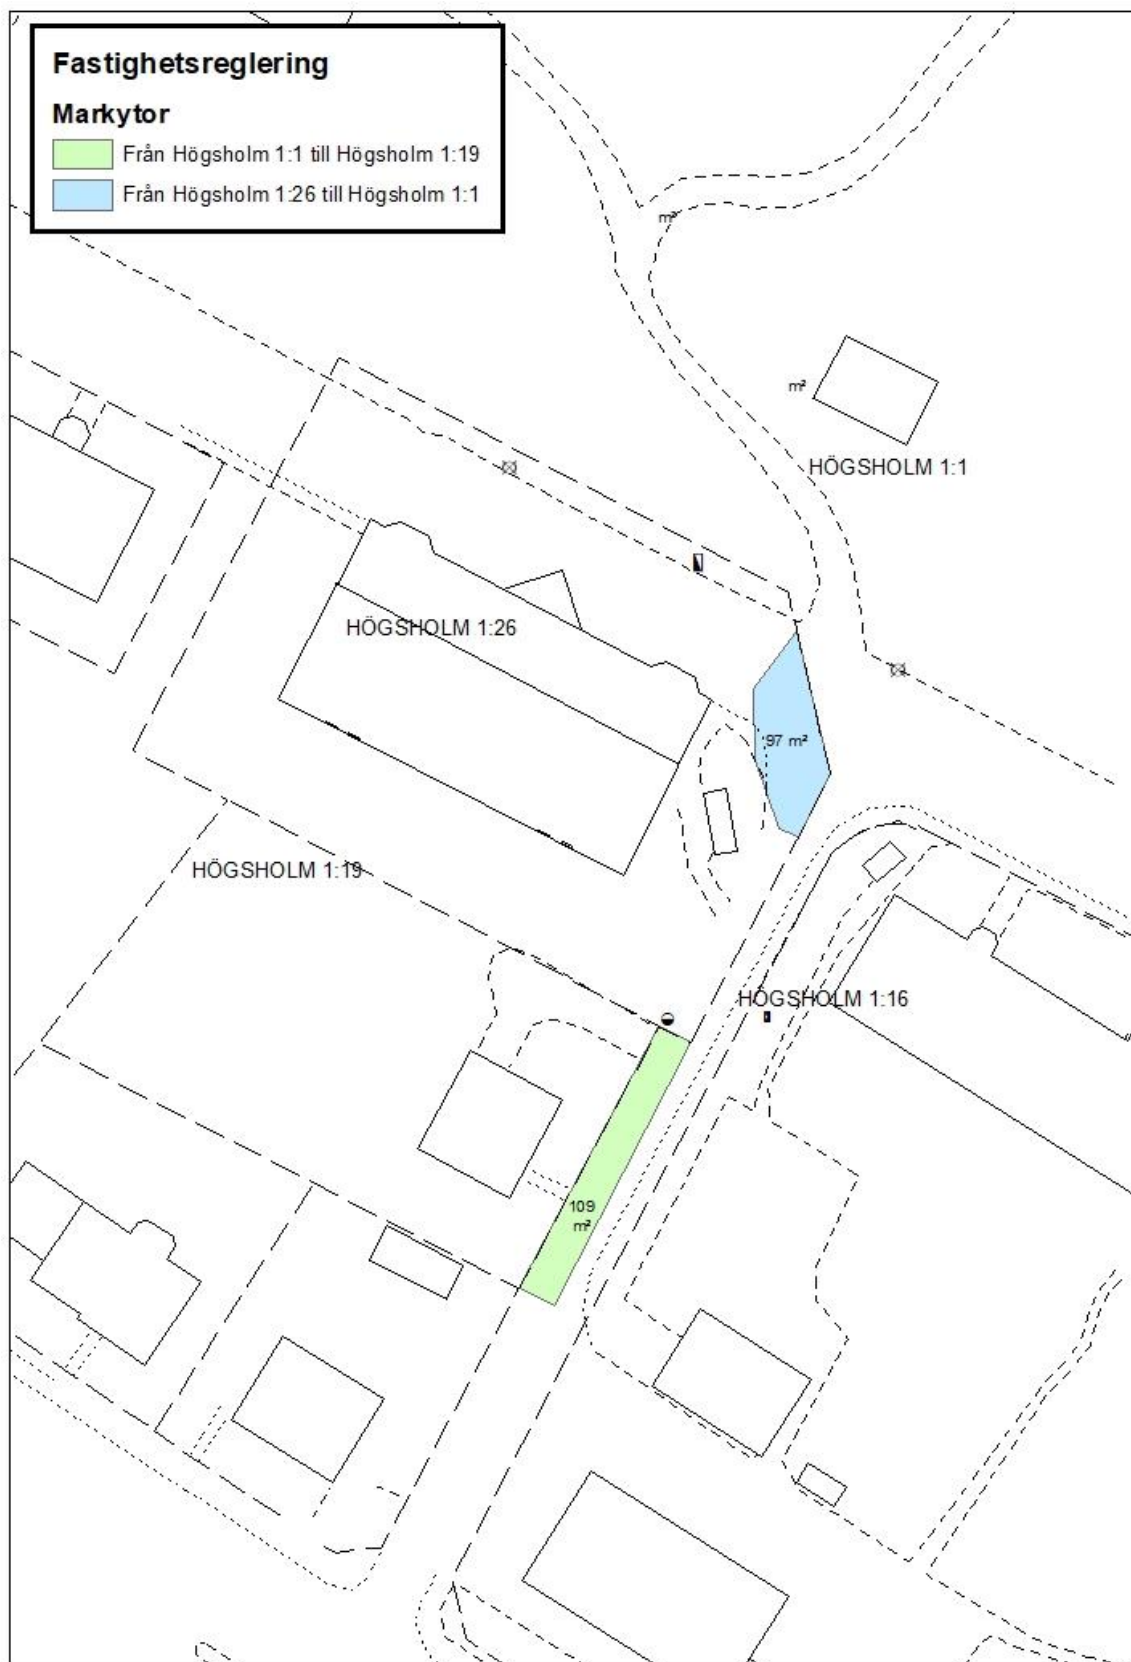 Fastighetsreglering
Markytor
Från Högsholm 1:1 till Högsholm 1:19
Från Högsholm 1:26 till Högsholm 1:1
m²
m²
HÖGSHOLM 1:1
HÖGSHOLM 1:26
97 m²
HÖGSHOLM 1:19
HÖGSHOLM 1:16
109
m²